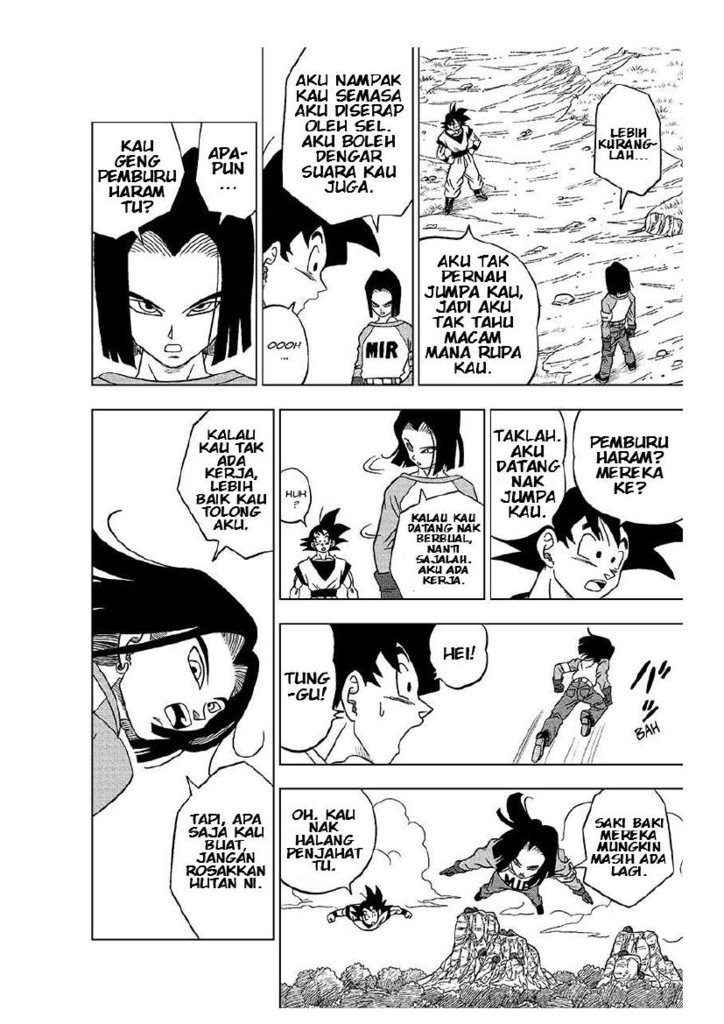 LEBIH
KURANG-
LAH...
AKU TAK
PERNAH
JUMPA KAU,
JADI AKU
TAK TAHU
MACAM
MANA RUPA
KAU.
AKU NAMPAK
KAU SEMASA
AKU DISERAP
OLEH SEL.
AKU BOLEH
DENGAR
SUARA KAU
JUGA.
MIR
OOOH
...
APA-
PUN
...
KAU
GENG
PEMBURU
HARAM
TU?
PEMBURU
HARAM?
MEREKA
KE?
TAKLAH.
AKU
DATANG
NAK
JUMPA
KAU.
KALAU KAU
DATANG NAK
BERBUAL,
NANTI
SAJALAH.
AKU ADA
KERJA.
HUH
?
バッ
BAH
HEI!
TUNG
-GU!
SAKI BAKI
MEREKA
MUNGKIN
MASIH ADA
LAGI.
MIR
OH. KAU
NAK
HALANG
PENJAHAT
TU.
KALAU
KAU TAK
ADA
KERJA,
LEBIH
BAIK KAU
TOLONG
AKU.
TAPI, APA
SAJA KAU
BUAT,
JANGAN
ROSAKKAN
HUTAN NI.